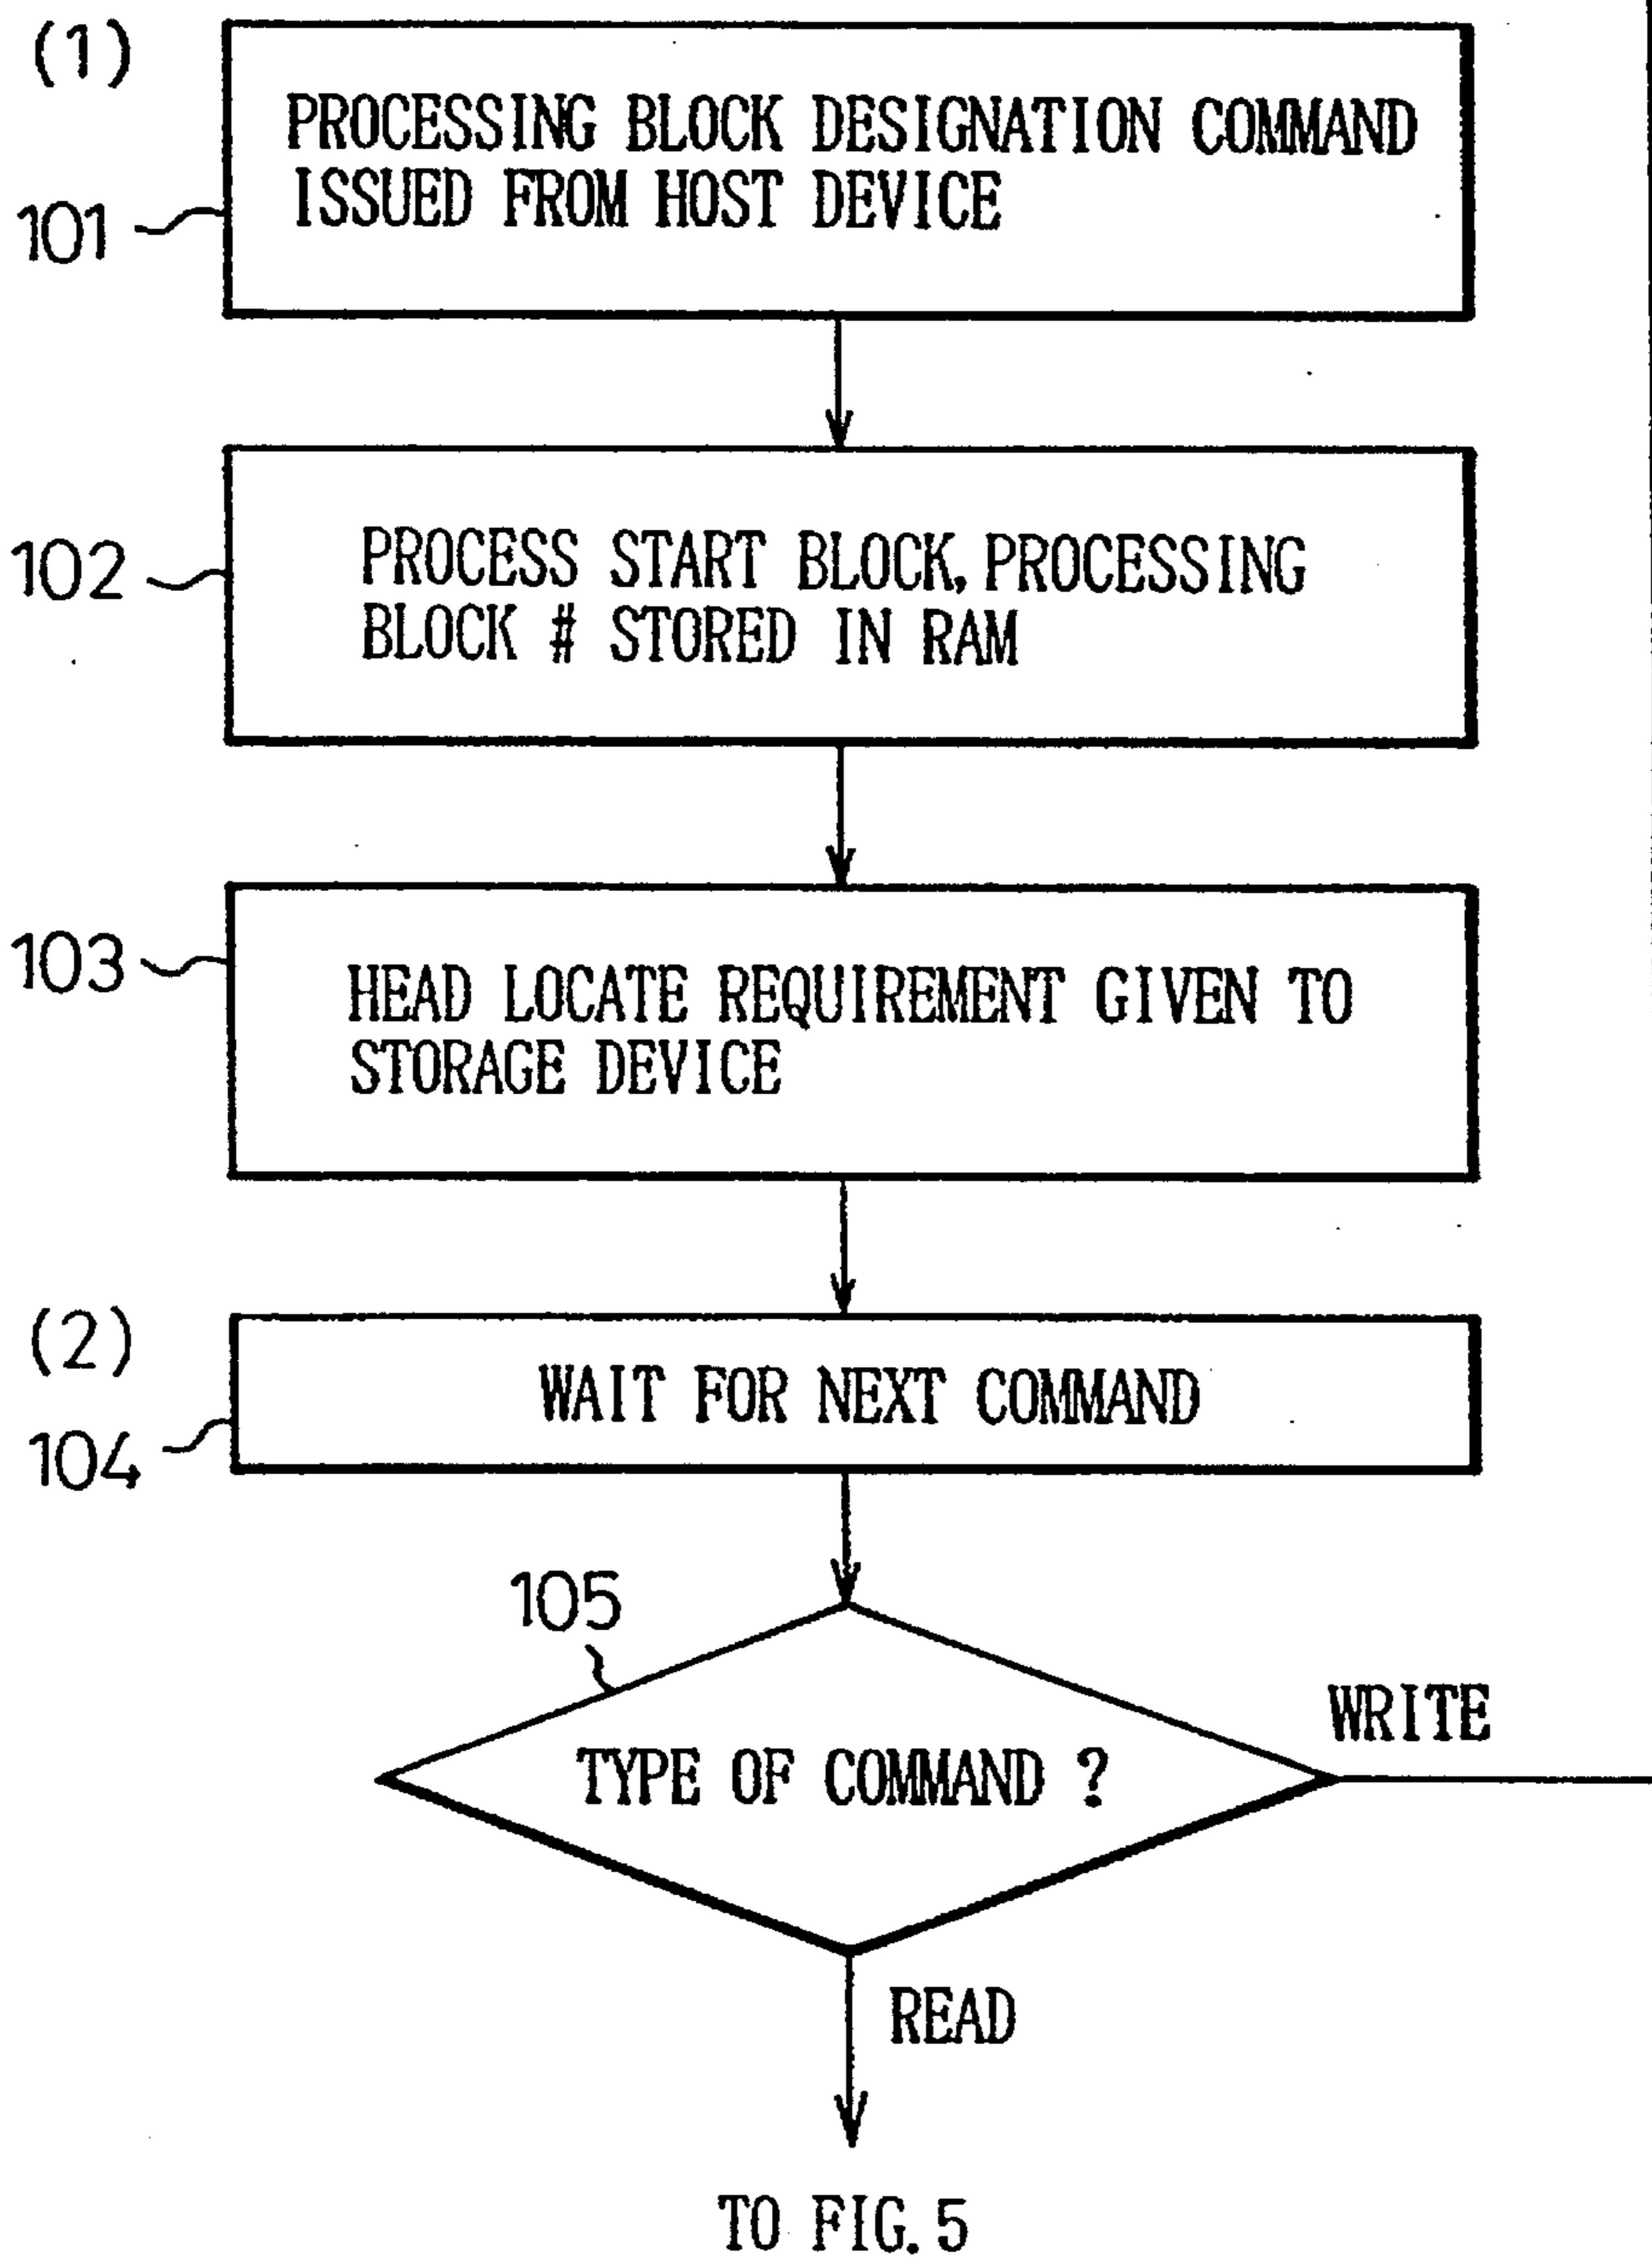 (1)
PROCESSING BLOCK DESIGNATION COMMAND
ISSUED FROM HOST DEVICE
101
PROCESS START BLOCK, PROCESSING
BLOCK # STORED IN RAM
102
HEAD LOCATE REQUIREMENT GIVEN TO
STORAGE DEVICE
103
(2)
WAIT FOR NEXT COMMAND
104
105
TYPE OF COMMAND ?
WRITE
READ
TO FIG. 5